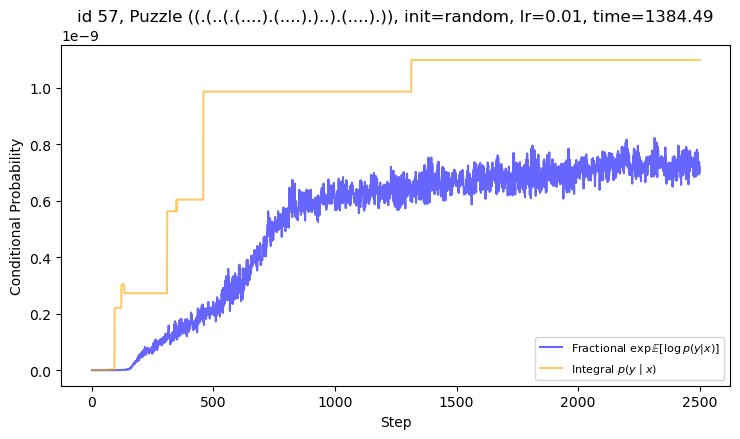 id 57, Puzzle ((.(..(.(....).(....).)..).(....).)), init=random, lr=0.01, time=1384.49
1e−9
1.0
0.8
0.6
0.4
0.2
0.0
Conditional Probability
0 500 1000 1500 2000 2500
Step
Fractional exp 𝔼[log p(y|x)]
Integral p(y | x)